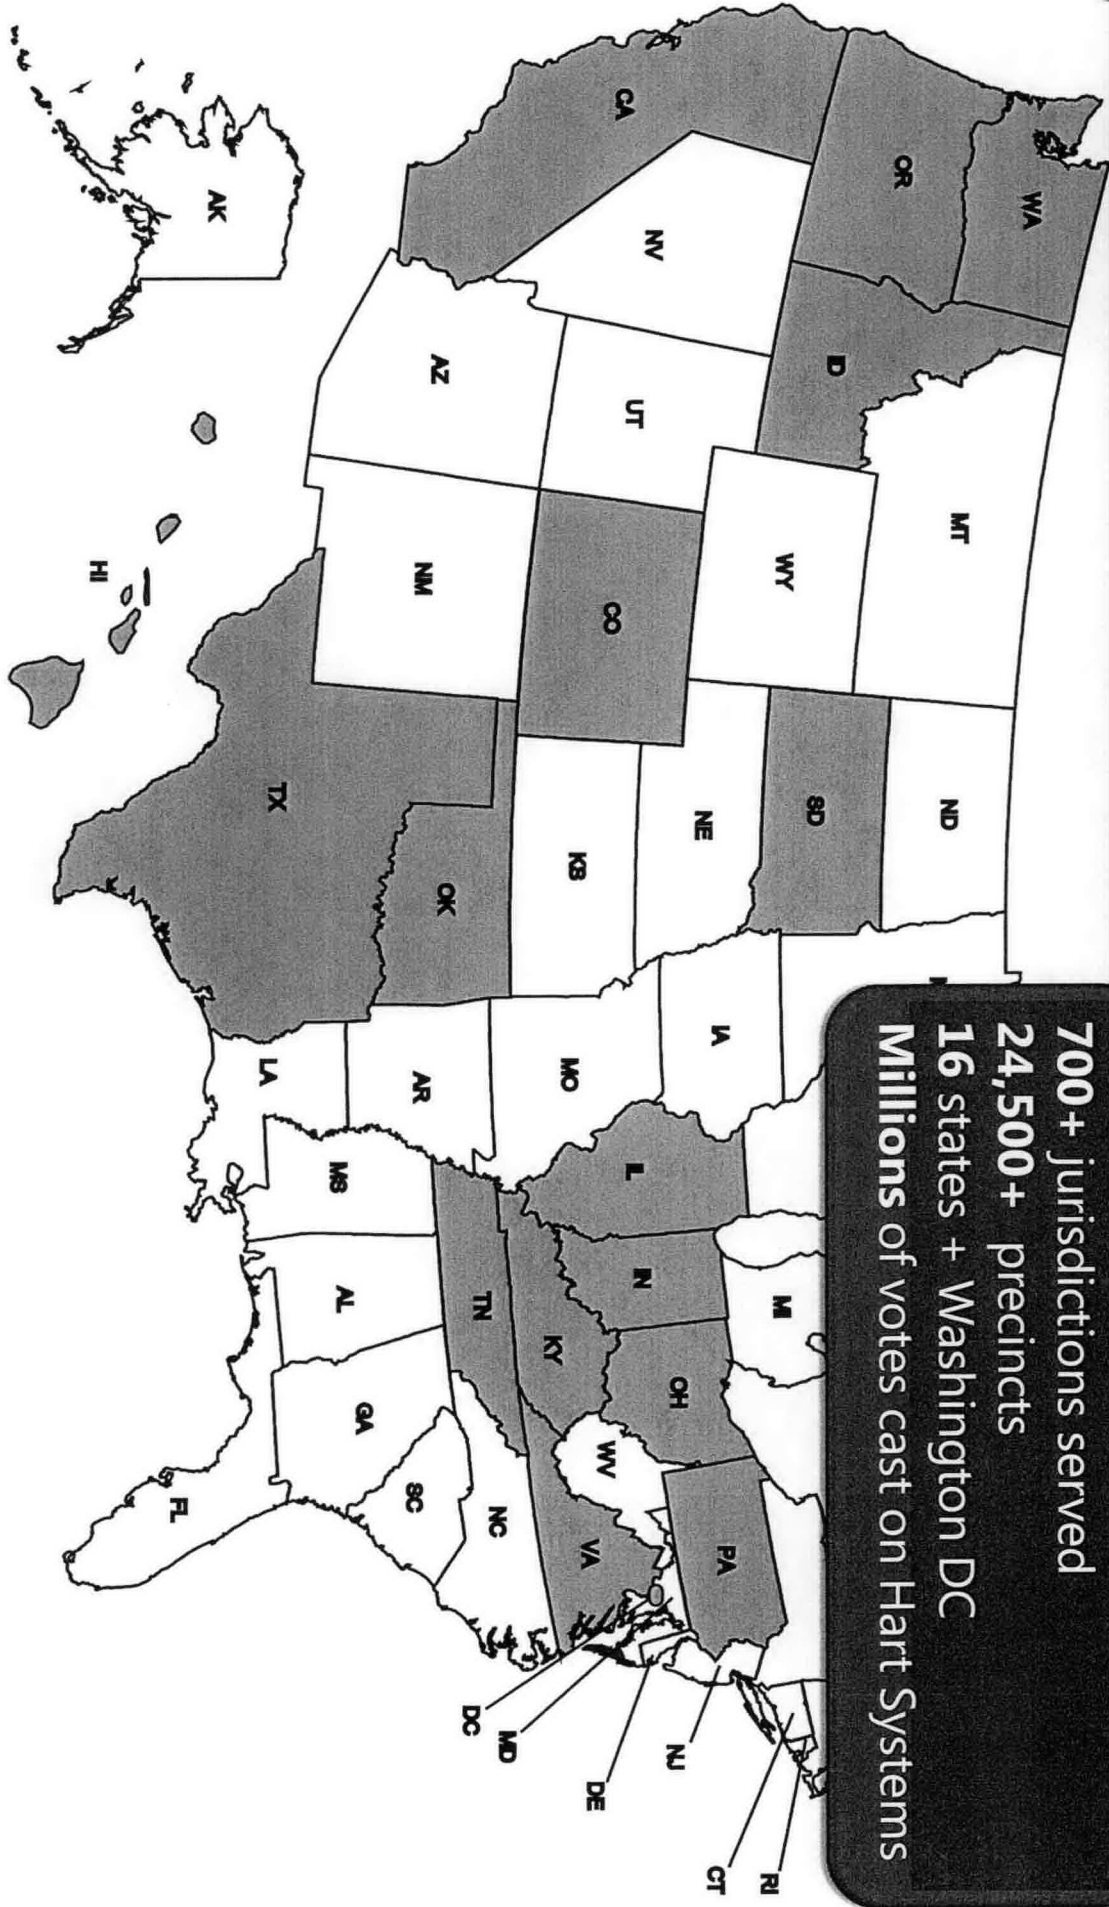 700+ jurisdictions served
24,500+ precincts
16 states + Washington DC
Millions of votes cast on Hart Systems
WA
OR
CA
ID
NV
MT
WY
UT
AZ
CO
NM
ND
SD
NE
KS
OK
TX
IA
MO
AR
LA
IL
IN
MI
OH
KY
TN
MS
AL
GA
FL
SC
NC
WV
VA
PA
RI
CT
NJ
DE
MD
DC
AK
HI